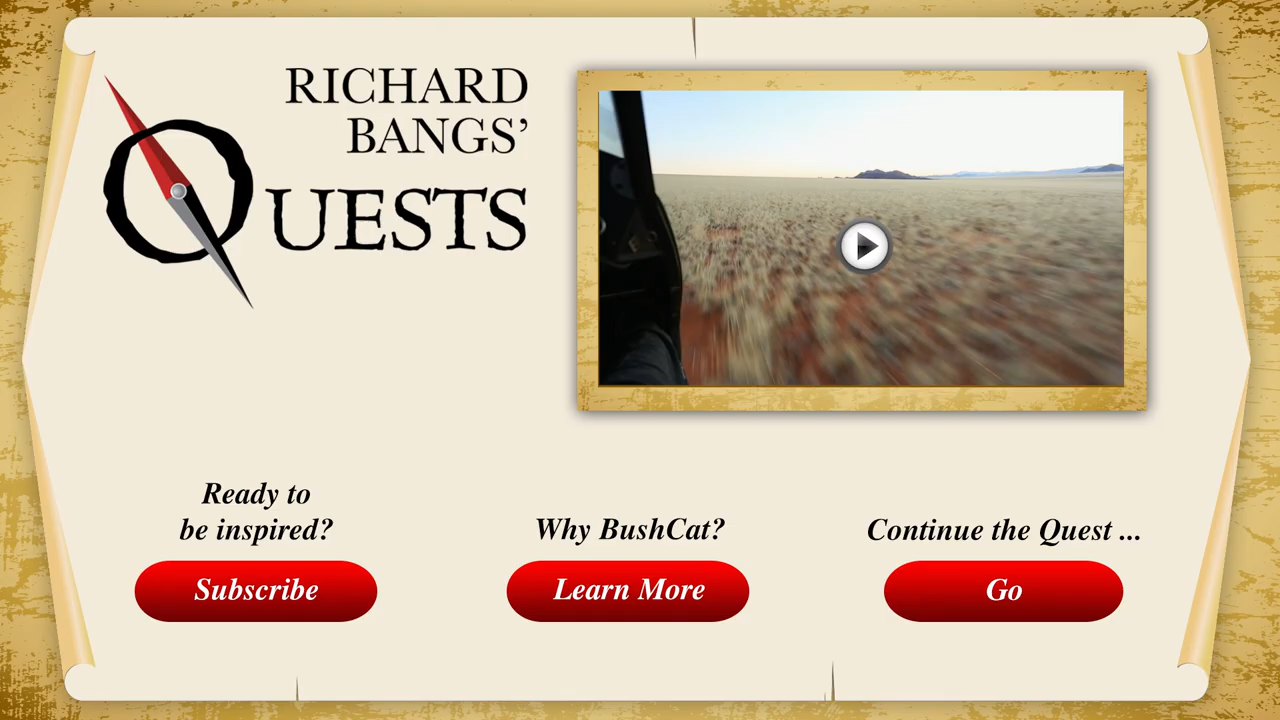 RICHARD
BANGS’
QUESTS
Ready to
be inspired?
Subscribe
Why BushCat?
Learn More
Continue the Quest ...
Go